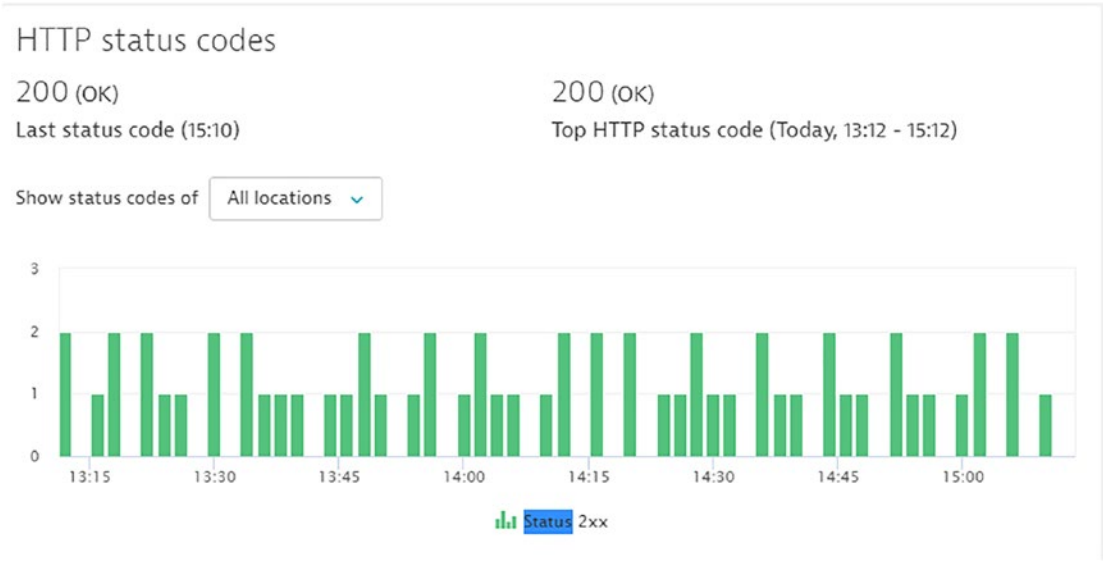 HTTP status codes
200 (OK)
Last status code (15:10)
200 (OK)
Top HTTP status code (Today, 13:12 - 15:12)
Show status codes of All locations
3
2
1
0
13:15 13:30 13:45 14:00 14:15 14:30 14:45 15:00
Status 2xx